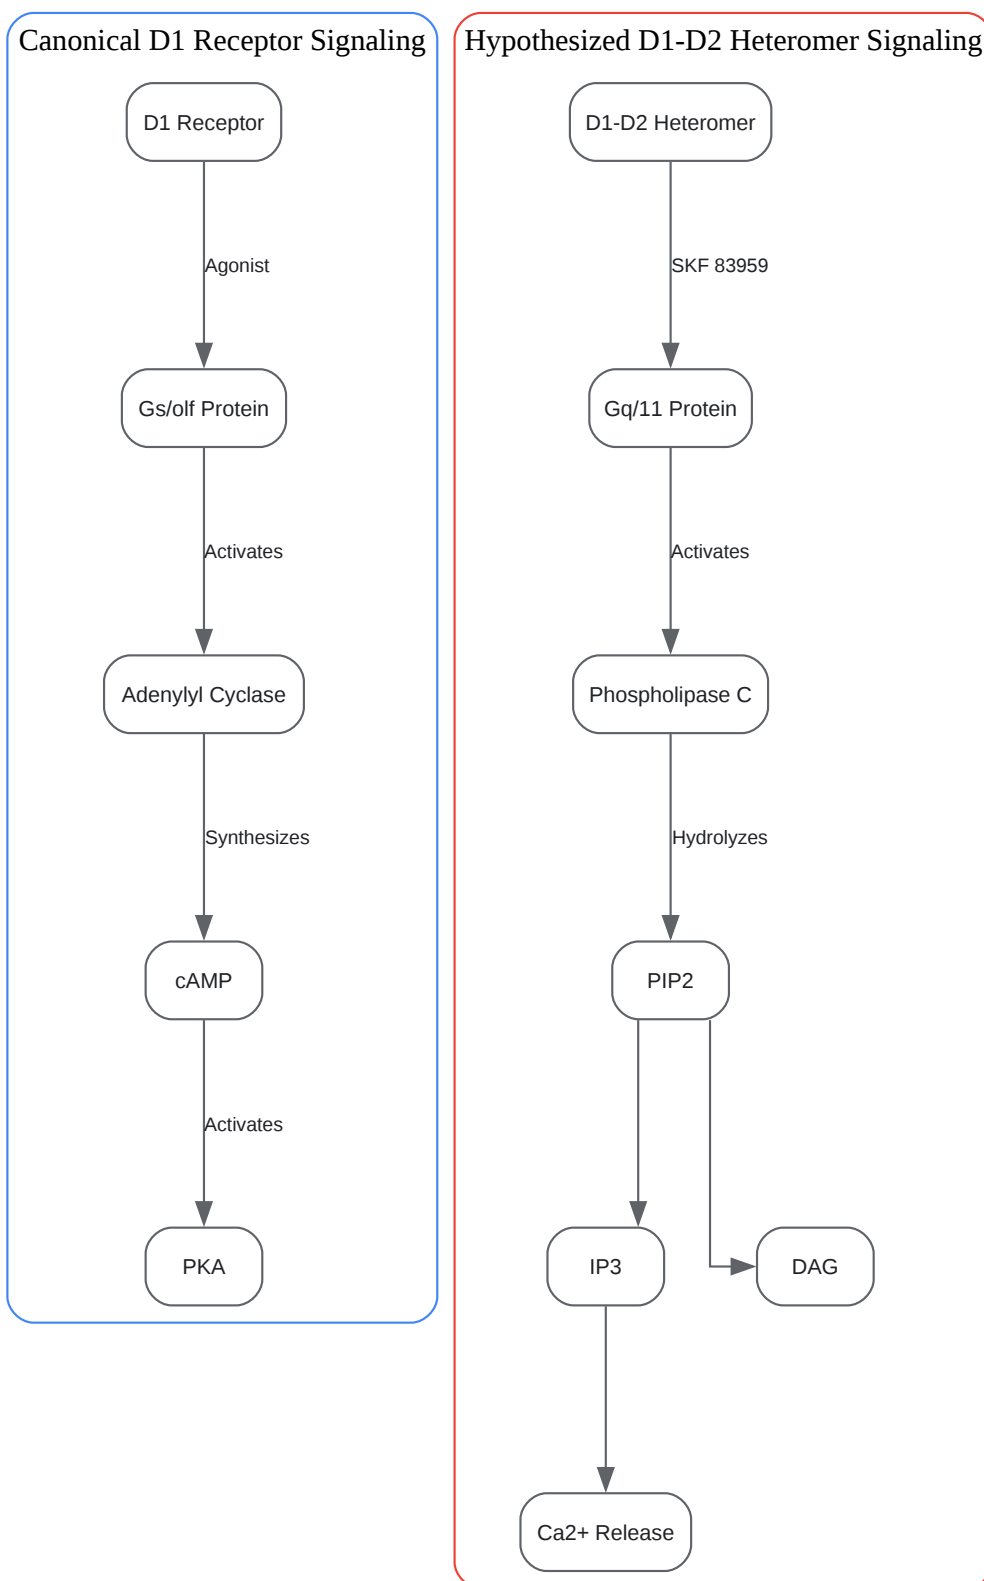 Canonical D1 Receptor Signaling
D1 Receptor
Agonist
Gs/olf Protein
Activates
Adenylyl Cyclase
Synthesizes
cAMP
Activates
PKA
Hypothesized D1-D2 Heteromer Signaling
D1-D2 Heteromer
SKF 83959
Gq/11 Protein
Activates
Phospholipase C
Hydrolyzes
PIP2
IP3
DAG
Ca2+ Release